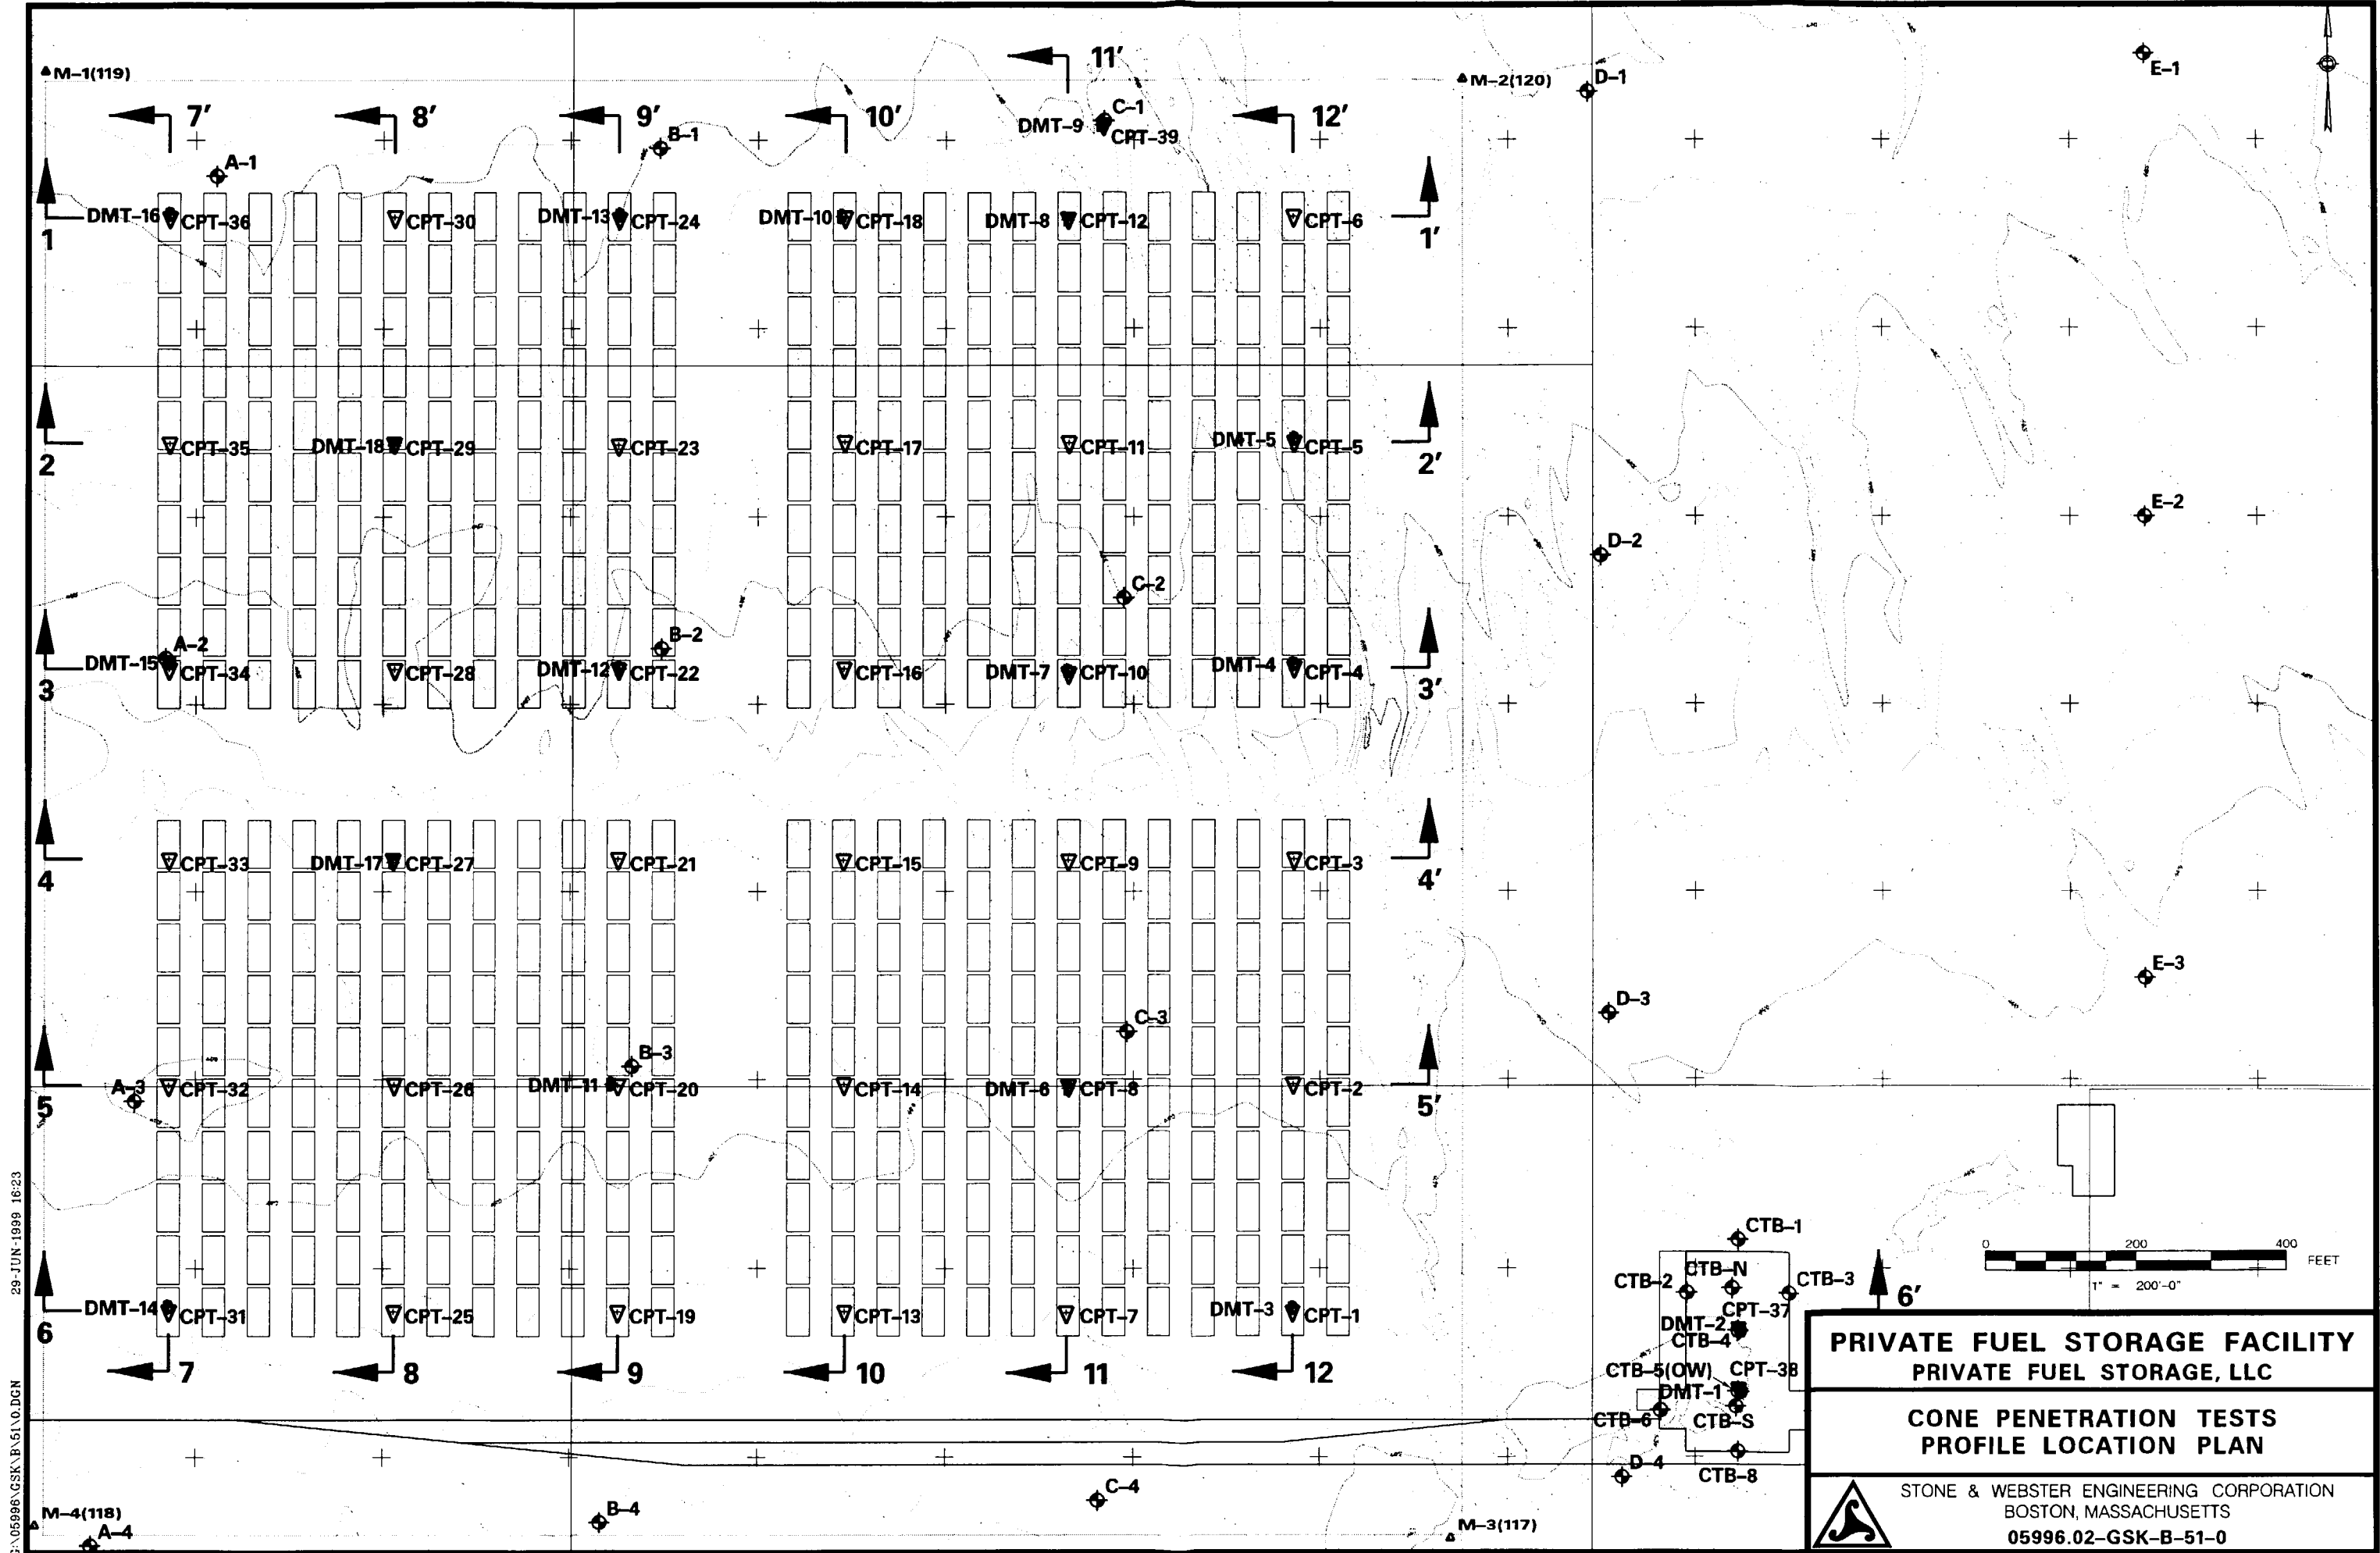 11'
M-1(119)
M-2(120)
D-1
E-1
7'
8'
9'
10'
C-1
12'
DMT-9
CPT-39
B-1
A-1
DMT-16
CPT-36
CPT-30
DMT-13
CPT-24
DMT-10
CPT-18
DMT-8
CPT-12
CPT-6
1
1'
CPT-35
DMT-18
CPT-29
CPT-23
CPT-17
CPT-11
DMT-5
CPT-5
2
2'
E-2
D-2
C-2
A-2
B-2
DMT-15
CPT-34
CPT-28
DMT-12
CPT-22
CPT-16
DMT-7
CPT-10
DMT-4
CPT-4
3
3'
CPT-33
DMT-17
CPT-27
CPT-21
CPT-15
CPT-9
CPT-3
4
4'
E-3
D-3
C-3
B-3
A-3
CPT-32
CPT-26
DMT-11
CPT-20
CPT-14
DMT-6
CPT-8
CPT-2
5
5'
CTB-1
0
200
400
FEET
1" = 200'-0"
CTB-2
CTB-N
CTB-3
6'
DMT-14
CPT-31
CPT-25
CPT-19
CPT-13
CPT-7
DMT-3
CPT-1
CPT-37
DMT-2
CTB-4
6
7
8
9
10
11
12
CTB-5(OW)
CPT-38
DMT-1
CTB-6
CTB-S
D-4
CTB-8
C-4
B-4
M-4(118)
A-4
M-3(117)
PRIVATE FUEL STORAGE FACILITY
PRIVATE FUEL STORAGE, LLC
CONE PENETRATION TESTS
PROFILE LOCATION PLAN
STONE & WEBSTER ENGINEERING CORPORATION
BOSTON, MASSACHUSETTS
05996.02-GSK-B-51-0
G:\05996\GSK\B\51\0.DGN 29-JUN-1999 16:23